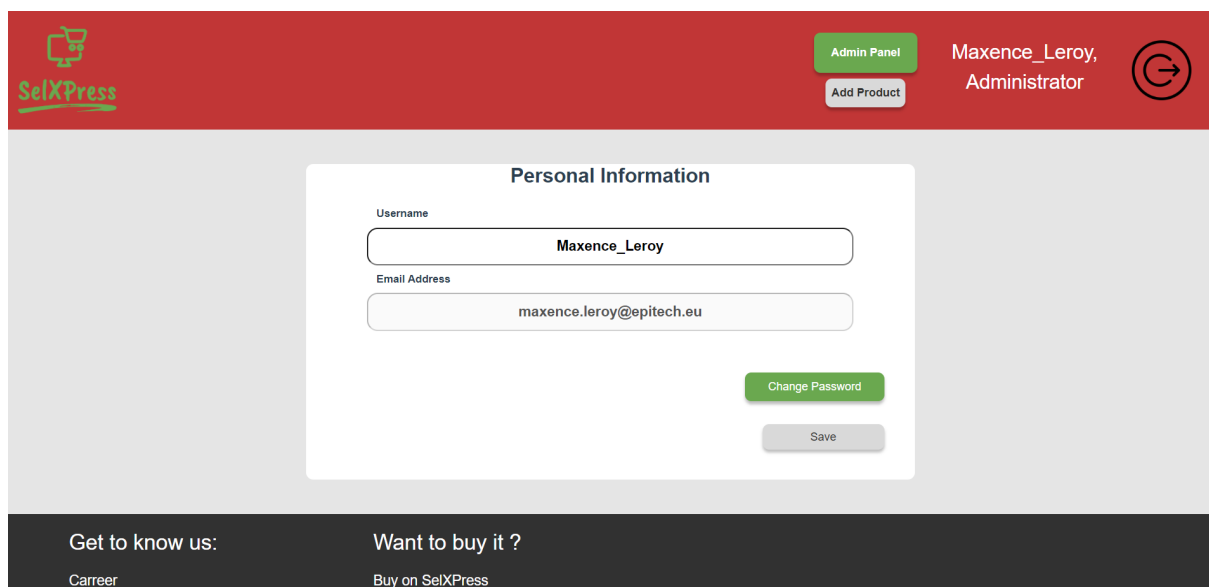 SelXPress
Admin Panel
Add Product
Maxence_Leroy,
Administrator
Personal Information
Username
Maxence_Leroy
Email Address
maxence.leroy@epitech.eu
Change Password
Save
Get to know us:
Want to buy it ?
Carreer
Buy on SelXPress